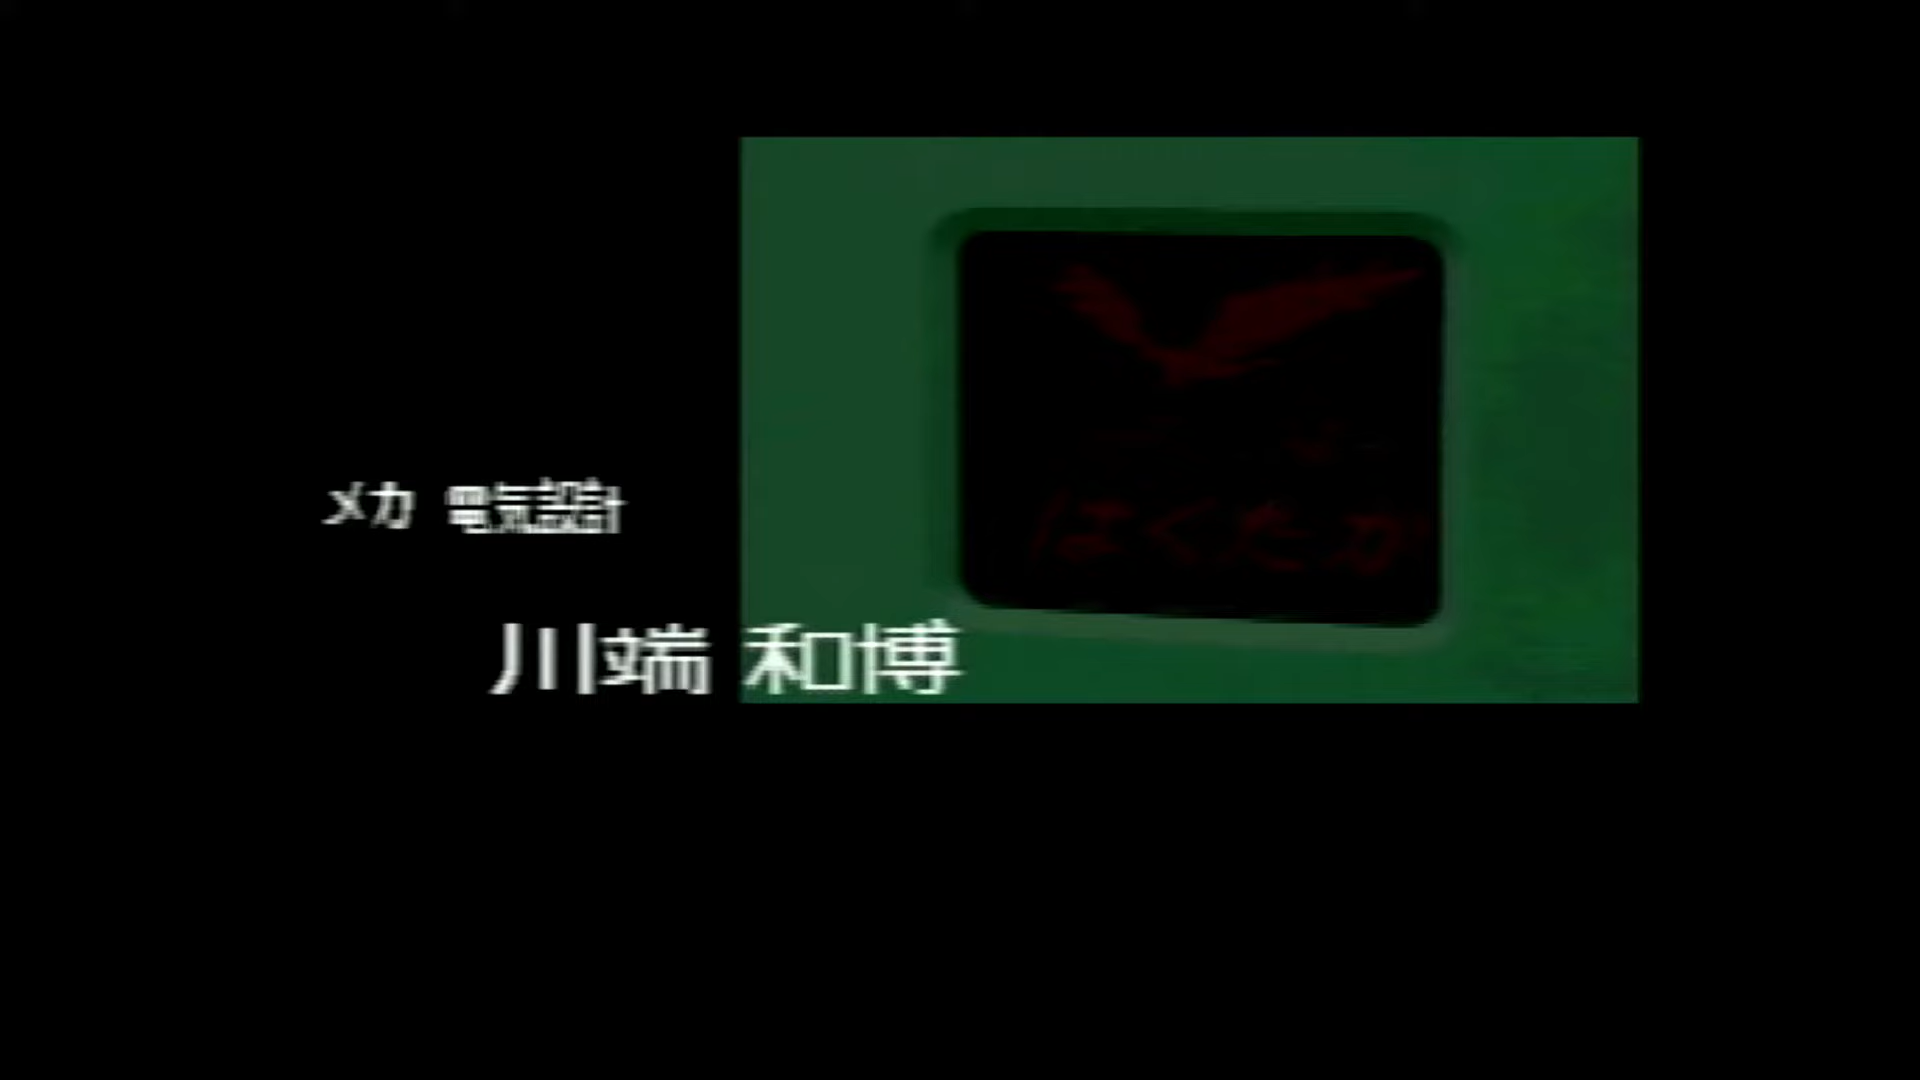 はくたか
メカ 電気設計
川端 和博